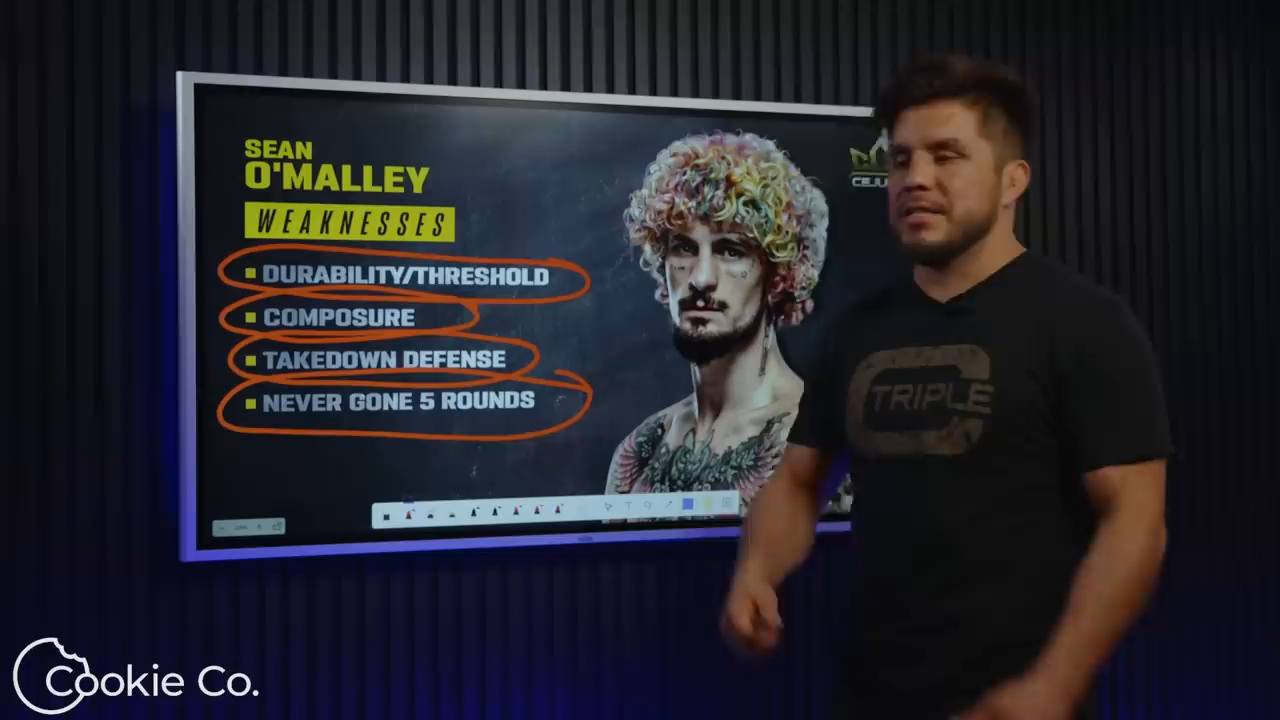 SEAN
O'MALLEY
WEAKNESSES
DURABILITY/THRESHOLD
COMPOSURE
TAKEDOWN DEFENSE
NEVER GONE 5 ROUNDS
TRIPLE
Cookie Co.